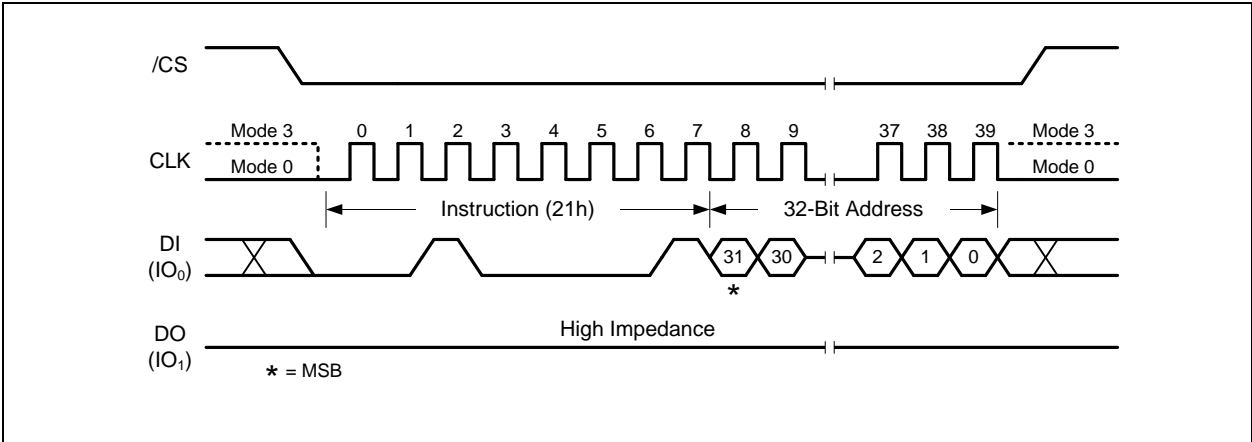 /CS
Mode 3 0 1 2 3 4 5 6 7 8 9 37 38 39 Mode 3
CLK Mode 0 Mode 0
Instruction (21h) 32-Bit Address
DI
(IO₀) 31 30 2 1 0
*
High Impedance
DO
(IO₁)
* = MSB